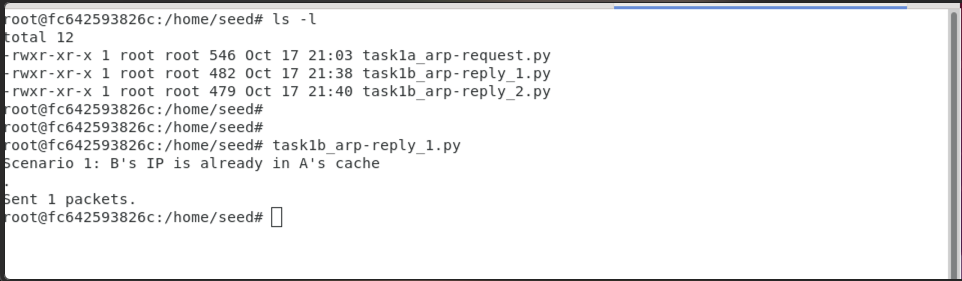 root@fc642593826c:/home/seed# ls -l
total 12
-rwxr-xr-x 1 root root 546 Oct 17 21:03 task1a_arp-request.py
-rwxr-xr-x 1 root root 482 Oct 17 21:38 task1b_arp-reply_1.py
-rwxr-xr-x 1 root root 479 Oct 17 21:40 task1b_arp-reply_2.py
root@fc642593826c:/home/seed#
root@fc642593826c:/home/seed#
root@fc642593826c:/home/seed# task1b_arp-reply_1.py
Scenario 1: B's IP is already in A's cache
.
Sent 1 packets.
root@fc642593826c:/home/seed#